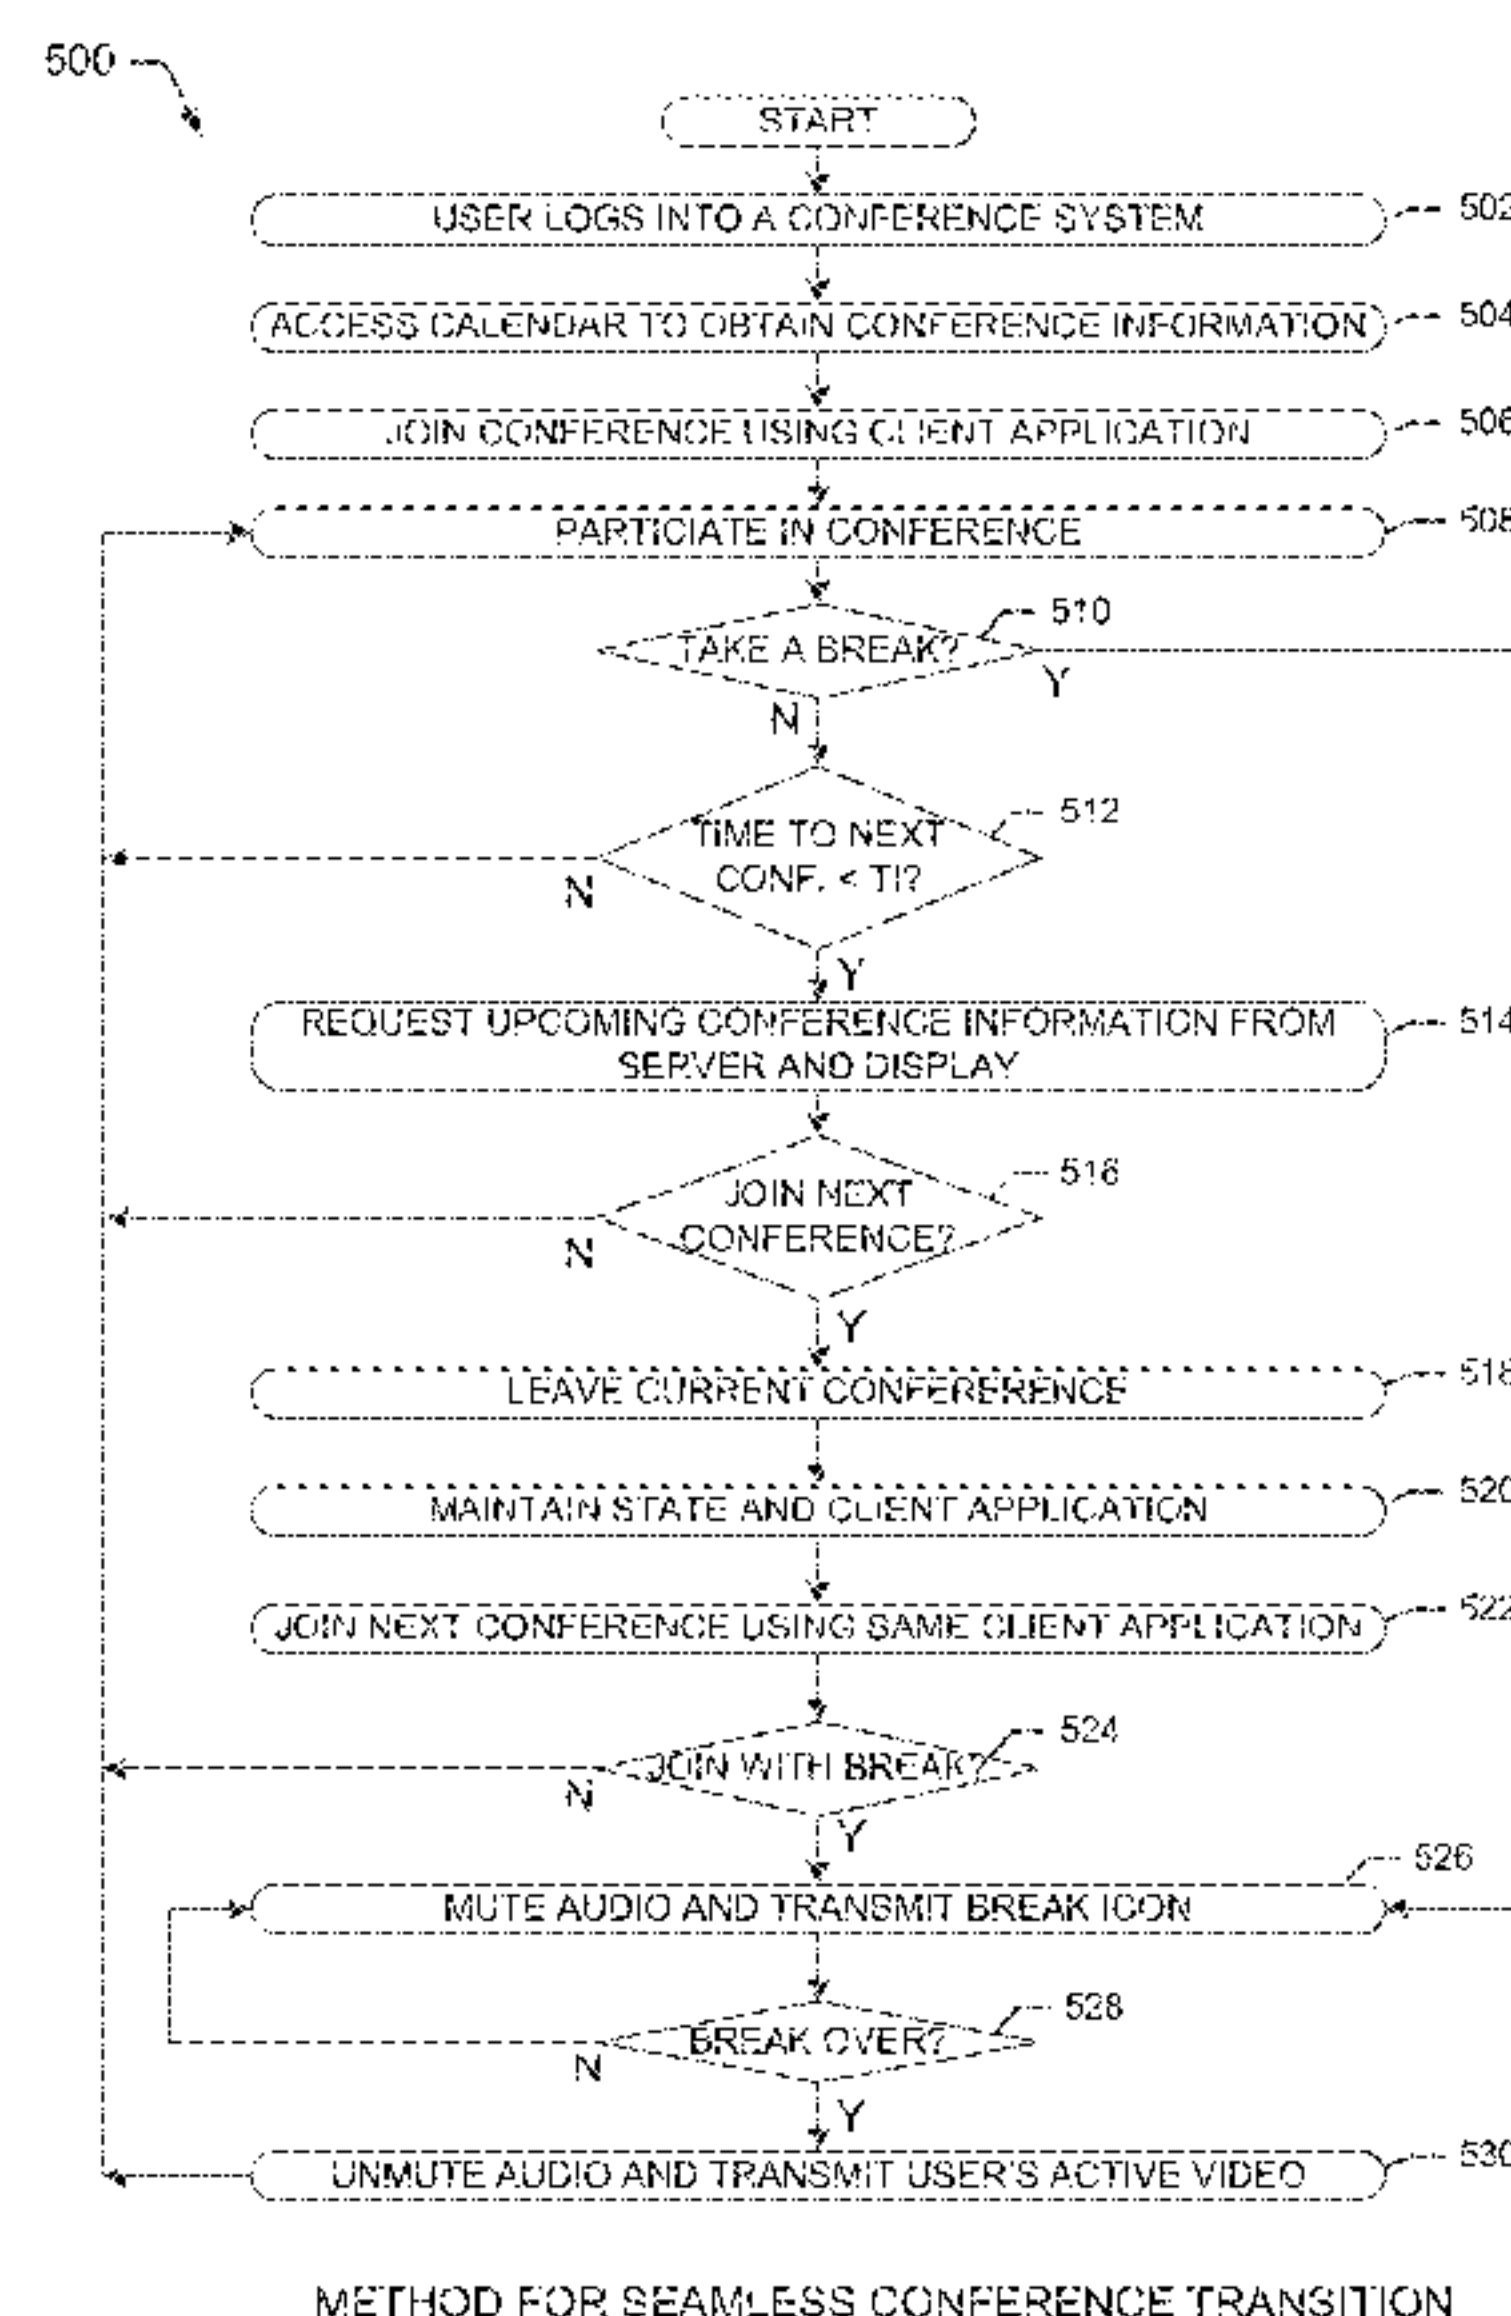 500
START
USER LOGS INTO A CONFERENCE SYSTEM
502
ACCESS CALENDAR TO OBTAIN CONFERENCE INFORMATION
504
JOIN CONFERENCE USING CLIENT APPLICATION
506
PARTICIATE IN CONFERENCE
508
TAKE A BREAK?
510
Y
N
TIME TO NEXT
CONF. < TI?
512
N
Y
REQUEST UPCOMING CONFERENCE INFORMATION FROM
SERVER AND DISPLAY
514
JOIN NEXT
CONFERENCE?
516
N
Y
LEAVE CURRENT CONFERERENCE
518
MAINTAIN STATE AND CLIENT APPLICATION
520
JOIN NEXT CONFERENCE USING SAME CLIENT APPLICATION
522
JOIN WITH BREAK?
524
N
Y
526
MUTE AUDIO AND TRANSMIT BREAK ICON
BREAK OVER?
528
N
Y
UNMUTE AUDIO AND TRANSMIT USER'S ACTIVE VIDEO
530
METHOD FOR SEAMLESS CONFERENCE TRANSITION